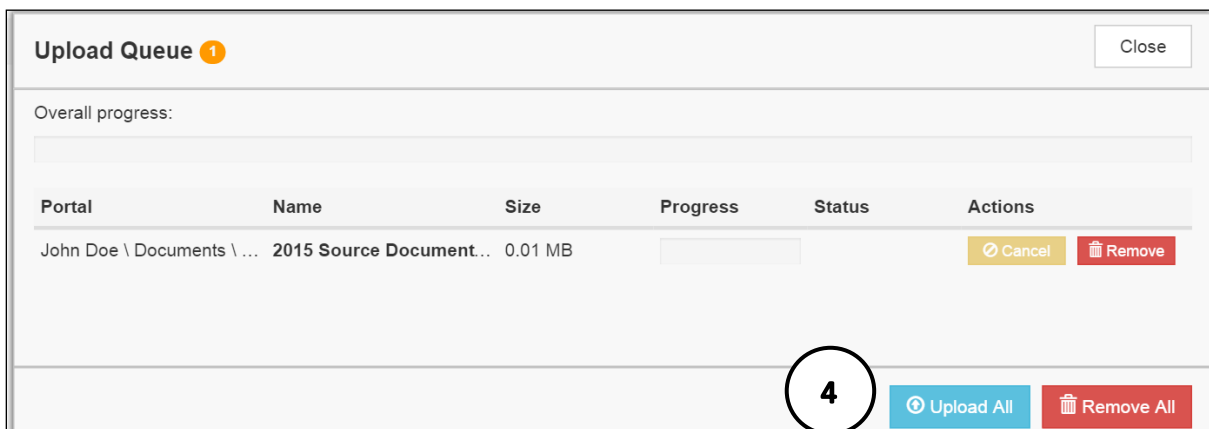 Upload Queue 1
Close
Overall progress:
Portal Name Size Progress Status Actions
John Doe \ Documents \ ... 2015 Source Document... 0.01 MB Cancel Remove
4 Upload All Remove All